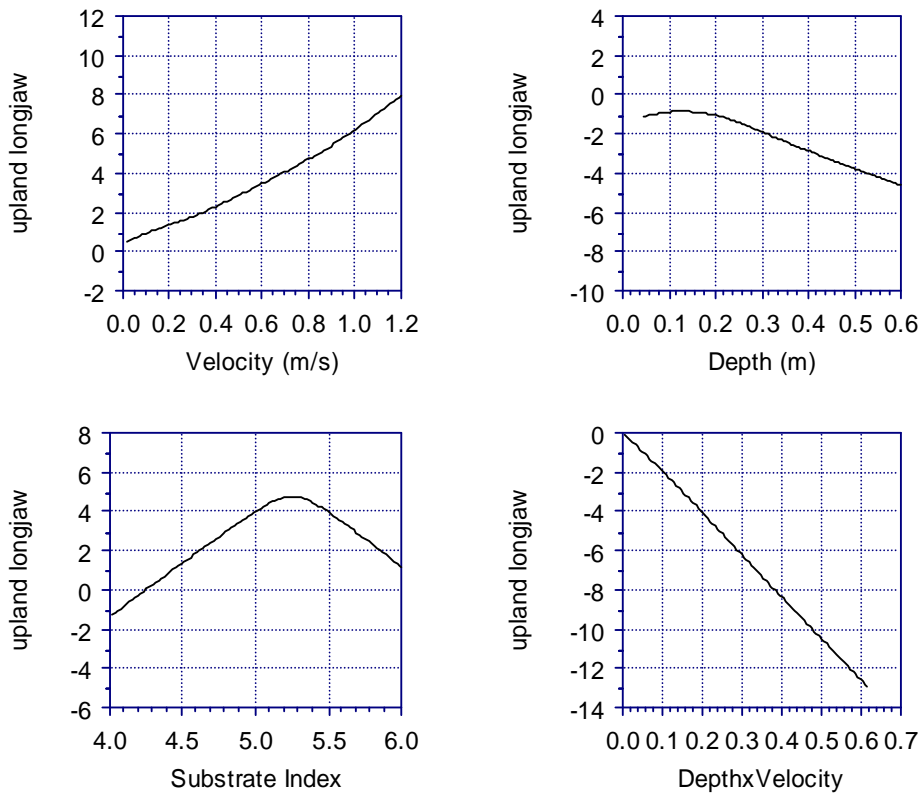 upland longjaw
12
10
8
6
4
2
0
-2
0.0 0.2 0.4 0.6 0.8 1.0 1.2
Velocity (m/s)
upland longjaw
4
2
0
-2
-4
-6
-8
-10
0.0 0.1 0.2 0.3 0.4 0.5 0.6
Depth (m)
upland longjaw
8
6
4
2
0
-2
-4
-6
4.0 4.5 5.0 5.5 6.0
Substrate Index
upland longjaw
0
-2
-4
-6
-8
-10
-12
-14
0.0 0.1 0.2 0.3 0.4 0.5 0.6 0.7
DepthxVelocity